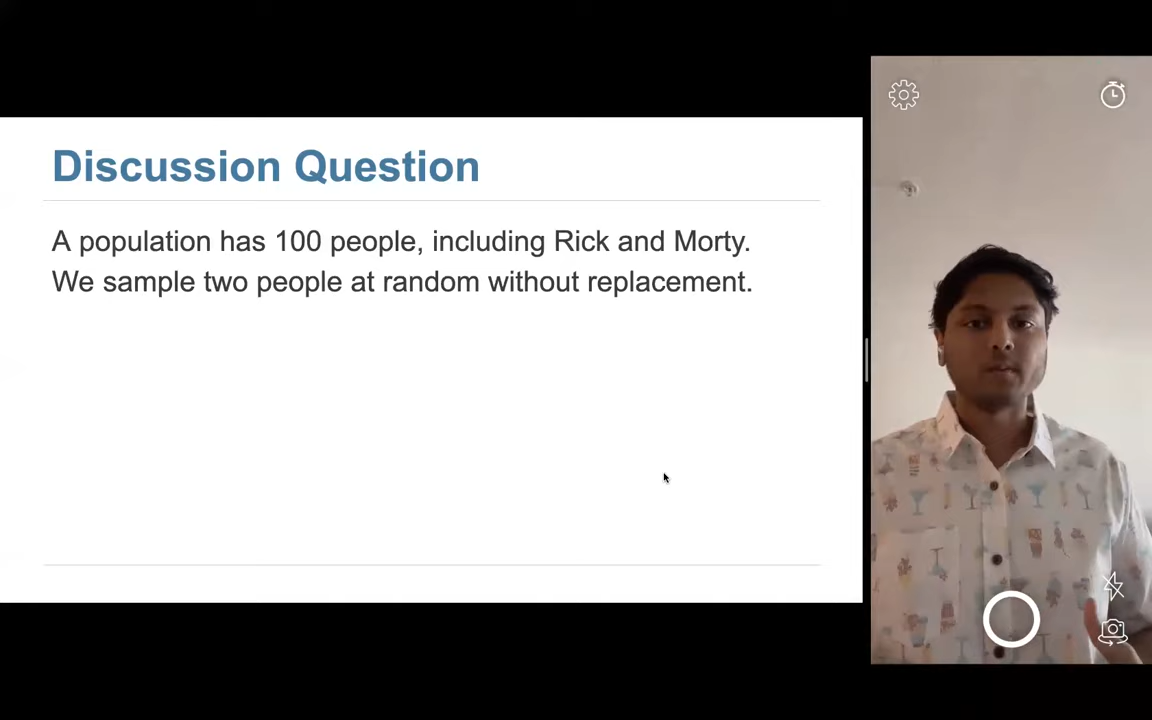 Discussion Question
A population has 100 people, including Rick and Morty.
We sample two people at random without replacement.